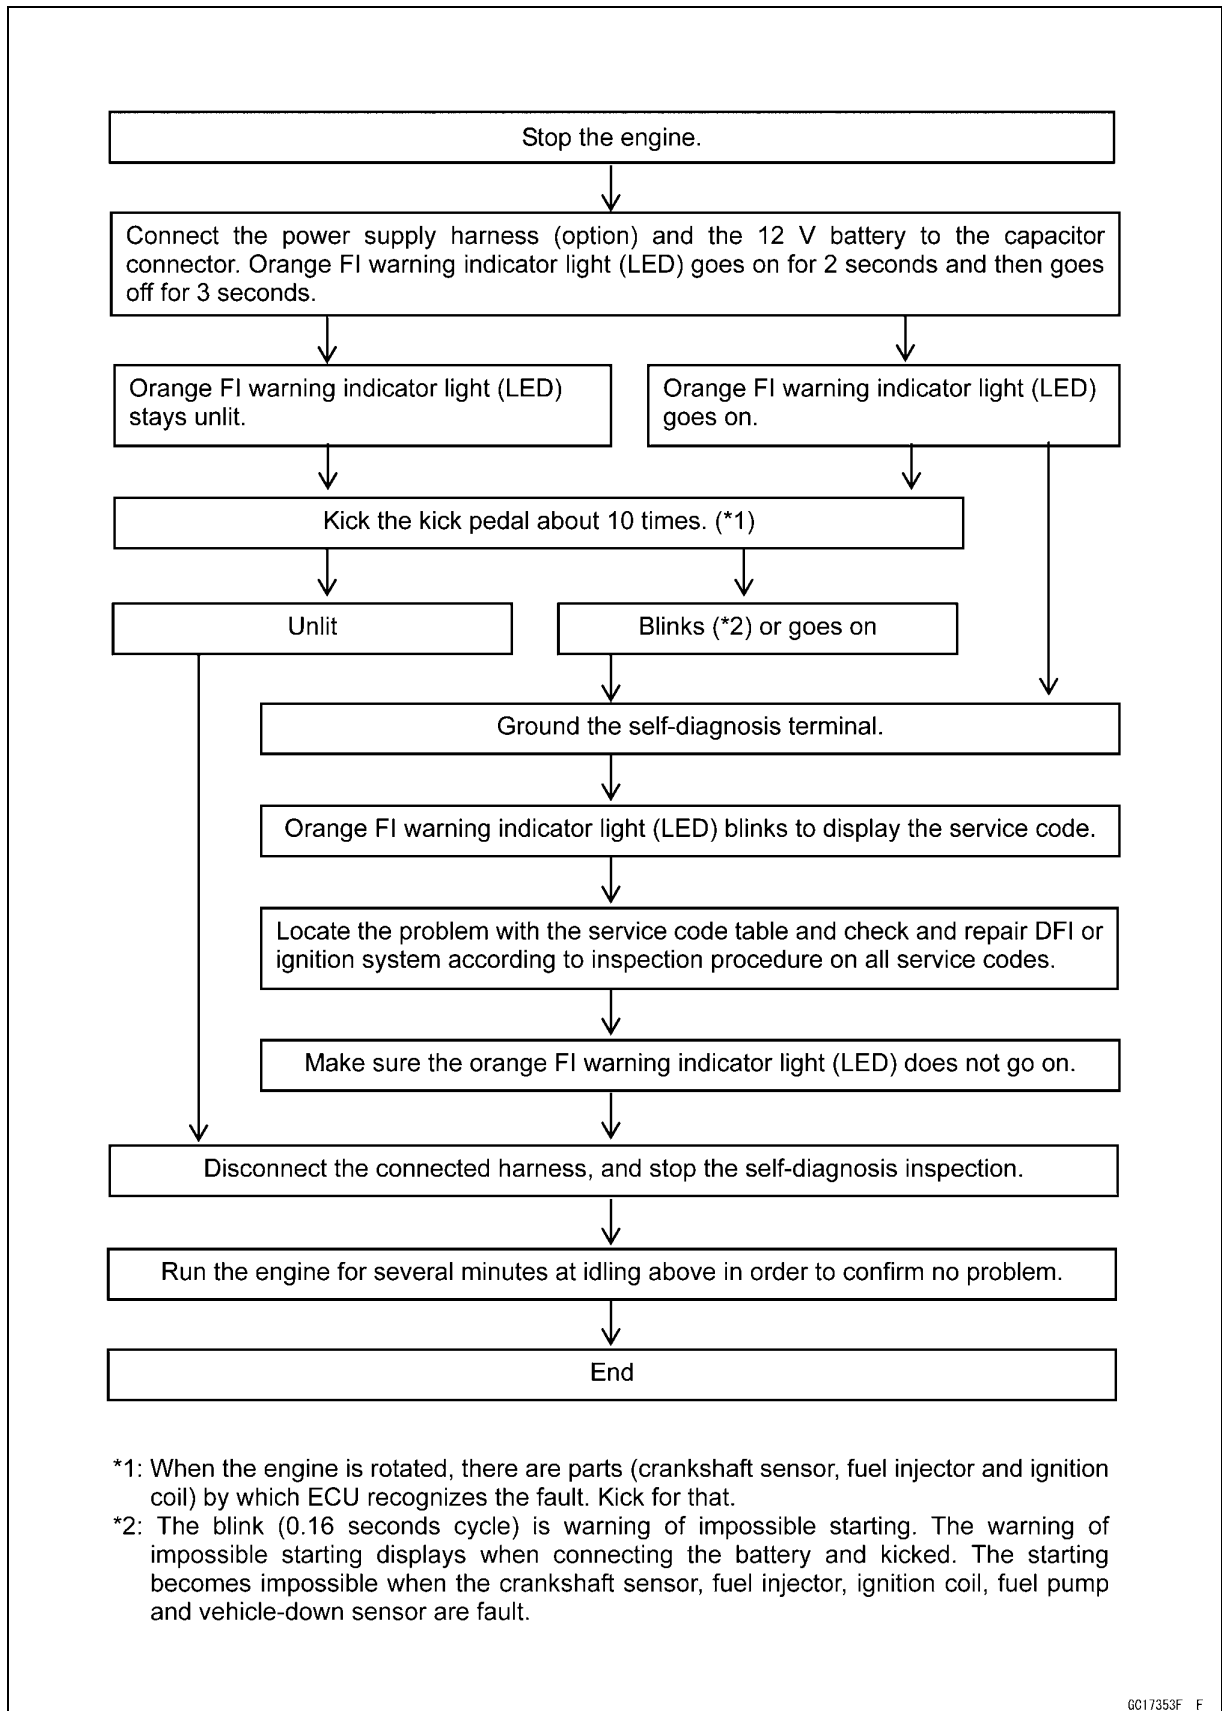 Stop the engine.
Connect the power supply harness (option) and the 12 V battery to the capacitor
connector. Orange FI warning indicator light (LED) goes on for 2 seconds and then goes
off for 3 seconds.
Orange FI warning indicator light (LED)
stays unlit.
Orange FI warning indicator light (LED)
goes on.
Kick the kick pedal about 10 times. (*1)
Unlit
Blinks (*2) or goes on
Ground the self-diagnosis terminal.
Orange FI warning indicator light (LED) blinks to display the service code.
Locate the problem with the service code table and check and repair DFI or
ignition system according to inspection procedure on all service codes.
Make sure the orange FI warning indicator light (LED) does not go on.
Disconnect the connected harness, and stop the self-diagnosis inspection.
Run the engine for several minutes at idling above in order to confirm no problem.
End
*1: When the engine is rotated, there are parts (crankshaft sensor, fuel injector and ignition
coil) by which ECU recognizes the fault. Kick for that.
*2: The blink (0.16 seconds cycle) is warning of impossible starting. The warning of
impossible starting displays when connecting the battery and kicked. The starting
becomes impossible when the crankshaft sensor, fuel injector, ignition coil, fuel pump
and vehicle-down sensor are fault.
GC17353F F